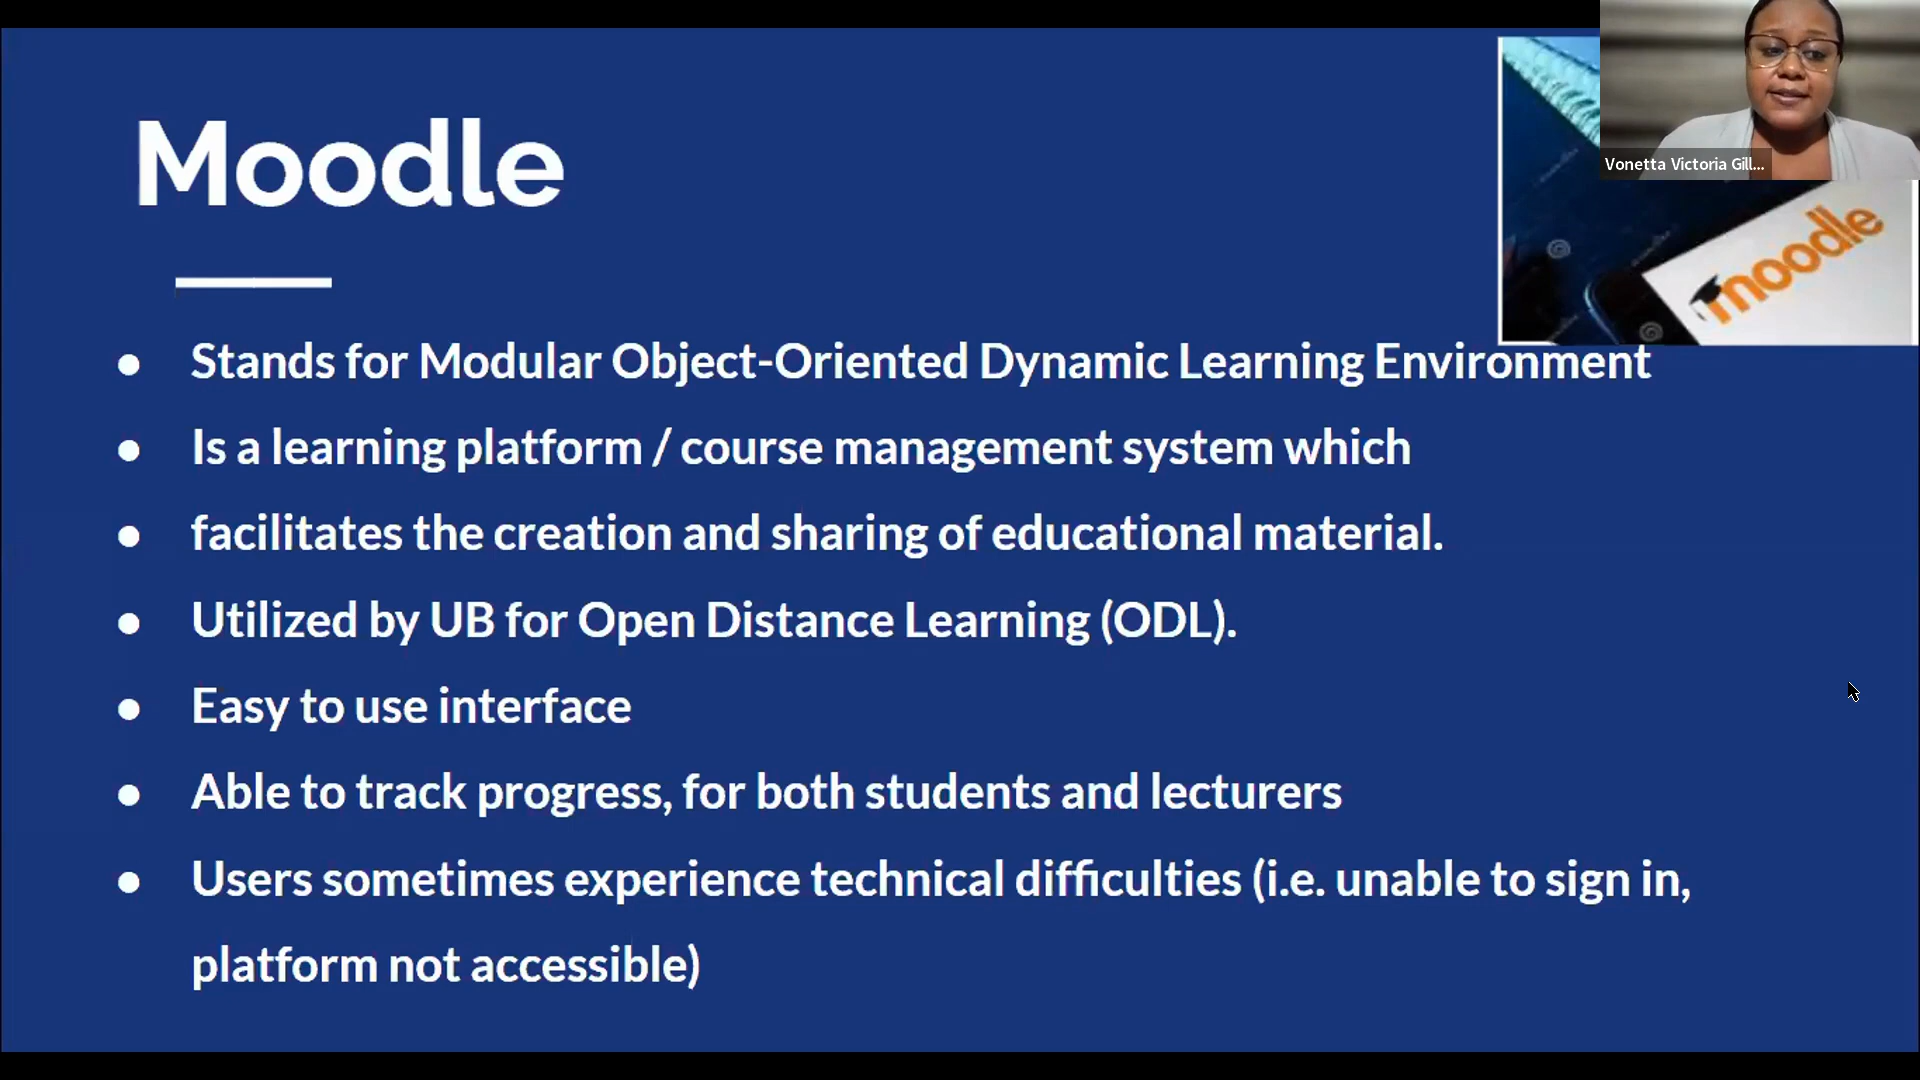 Moodle
Vonetta Victoria Gill...
moodle
● Stands for Modular Object-Oriented Dynamic Learning Environment
● Is a learning platform / course management system which
● facilitates the creation and sharing of educational material.
● Utilized by UB for Open Distance Learning (ODL).
● Easy to use interface
● Able to track progress, for both students and lecturers
● Users sometimes experience technical difficulties (i.e. unable to sign in,
platform not accessible)